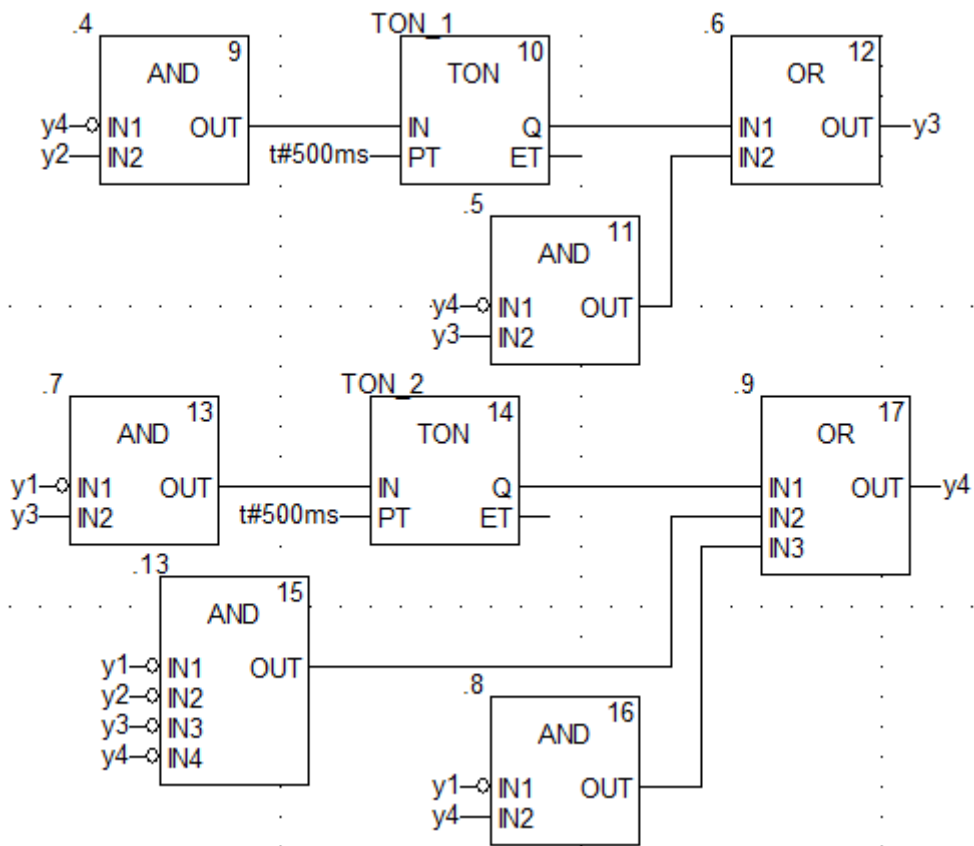 .4
TON_1
.6
9
10
12
AND
TON
OR
y4 IN1 OUT
IN Q
IN1 OUT y3
y2 IN2
t#500ms PT ET
IN2
.5
11
AND
y4 IN1 OUT
y3 IN2
.7
TON_2
.9
13
14
17
AND
TON
OR
y1 IN1 OUT
IN Q
IN1 OUT y4
y3 IN2
t#500ms PT ET
IN2
IN3
.13
15
AND
y1 IN1 OUT
y2 IN2
y3 IN3
y4 IN4
.8
16
AND
y1 IN1 OUT
y4 IN2